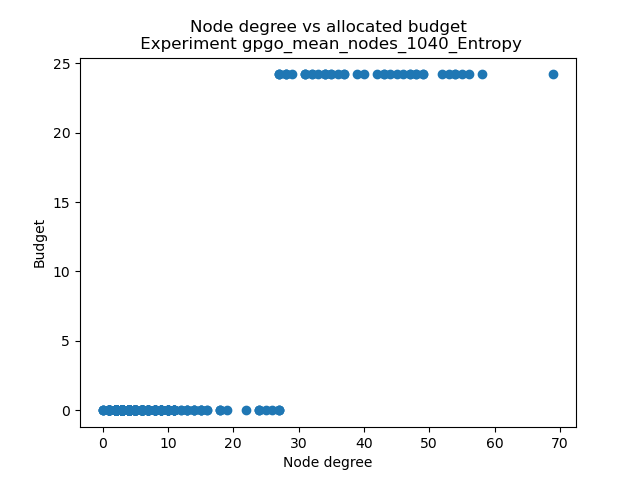 Node degree vs allocated budget
Experiment gpgo_mean_nodes_1040_Entropy
25
20
15
10
5
0
Budget
0 10 20 30 40 50 60 70
Node degree